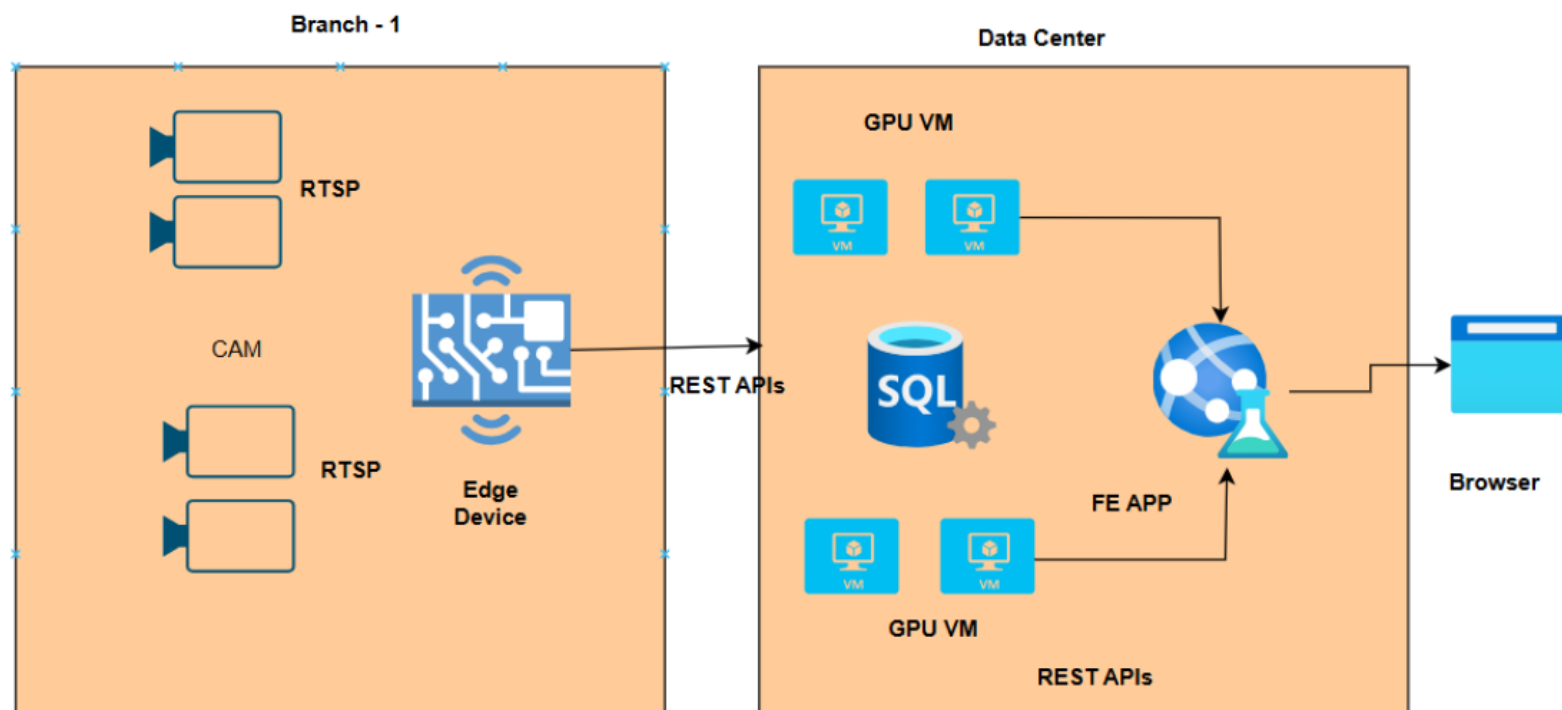 Branch - 1
Data Center
RTSP
CAM
RTSP
Edge
Device
REST APIs
GPU VM
VM
VM
SQL
FE APP
VM
VM
GPU VM
REST APIs
Browser